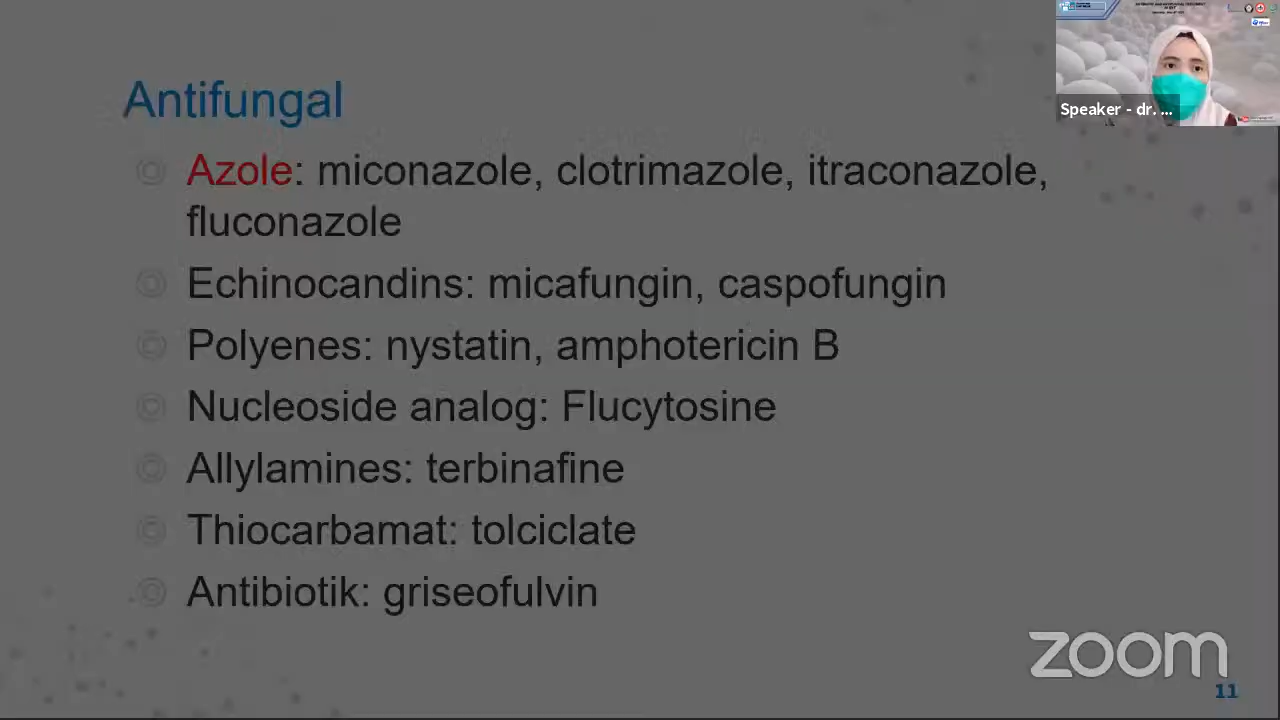 Antifungal
Azole: miconazole, clotrimazole, itraconazole,
fluconazole
Echinocandins: micafungin, caspofungin
Polyenes: nystatin, amphotericin B
Nucleoside analog: Flucytosine
Allylamines: terbinafine
Thiocarbamat: tolciclate
Antibiotik: griseofulvin
Speaker - dr. ...
zoom
11